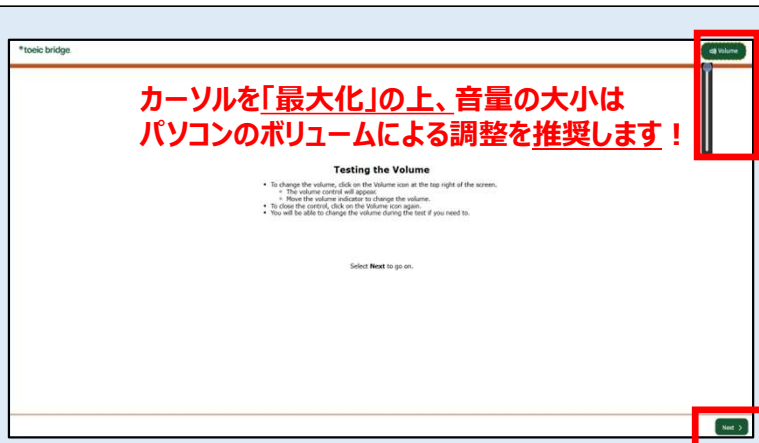 *toeic bridge.
Volume
カーソルを「最大化」の上、音量の大小は
パソコンのボリュームによる調整を推奨します！
Testing the Volume
• To change the volume, click on the Volume icon at the top right of the screen.
◦ The volume control will appear.
◦ Move the volume indicator to change the volume.
• To close the control, click on the Volume icon again.
• You will be able to change the volume during the test if you need to.
Select Next to go on.
Next >